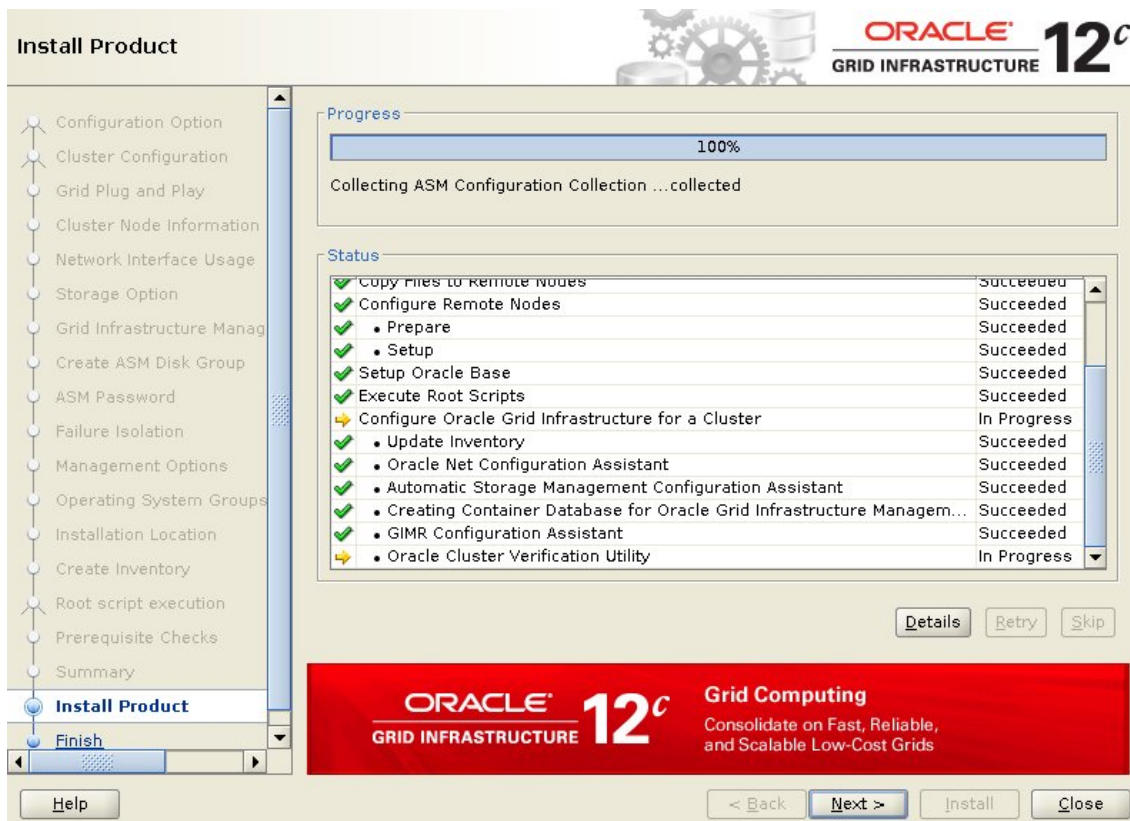 Install Product
ORACLE
GRID INFRASTRUCTURE
12c
Configuration Option
Cluster Configuration
Grid Plug and Play
Cluster Node Information
Network Interface Usage
Storage Option
Grid Infrastructure Manag
Create ASM Disk Group
ASM Password
Failure Isolation
Management Options
Operating System Groups
Installation Location
Create Inventory
Root script execution
Prerequisite Checks
Summary
Install Product
Finish
Progress
100%
Collecting ASM Configuration Collection ...collected
Status
Copy Files to Remote Nodes Succeeded
Configure Remote Nodes Succeeded
• Prepare Succeeded
• Setup Succeeded
Setup Oracle Base Succeeded
Execute Root Scripts Succeeded
Configure Oracle Grid Infrastructure for a Cluster In Progress
• Update Inventory Succeeded
• Oracle Net Configuration Assistant Succeeded
• Automatic Storage Management Configuration Assistant Succeeded
• Creating Container Database for Oracle Grid Infrastructure Managem... Succeeded
• GIMR Configuration Assistant Succeeded
• Oracle Cluster Verification Utility In Progress
Details Retry Skip
ORACLE
GRID INFRASTRUCTURE
12c
Grid Computing
Consolidate on Fast, Reliable,
and Scalable Low-Cost Grids
Help < Back Next > Install Close